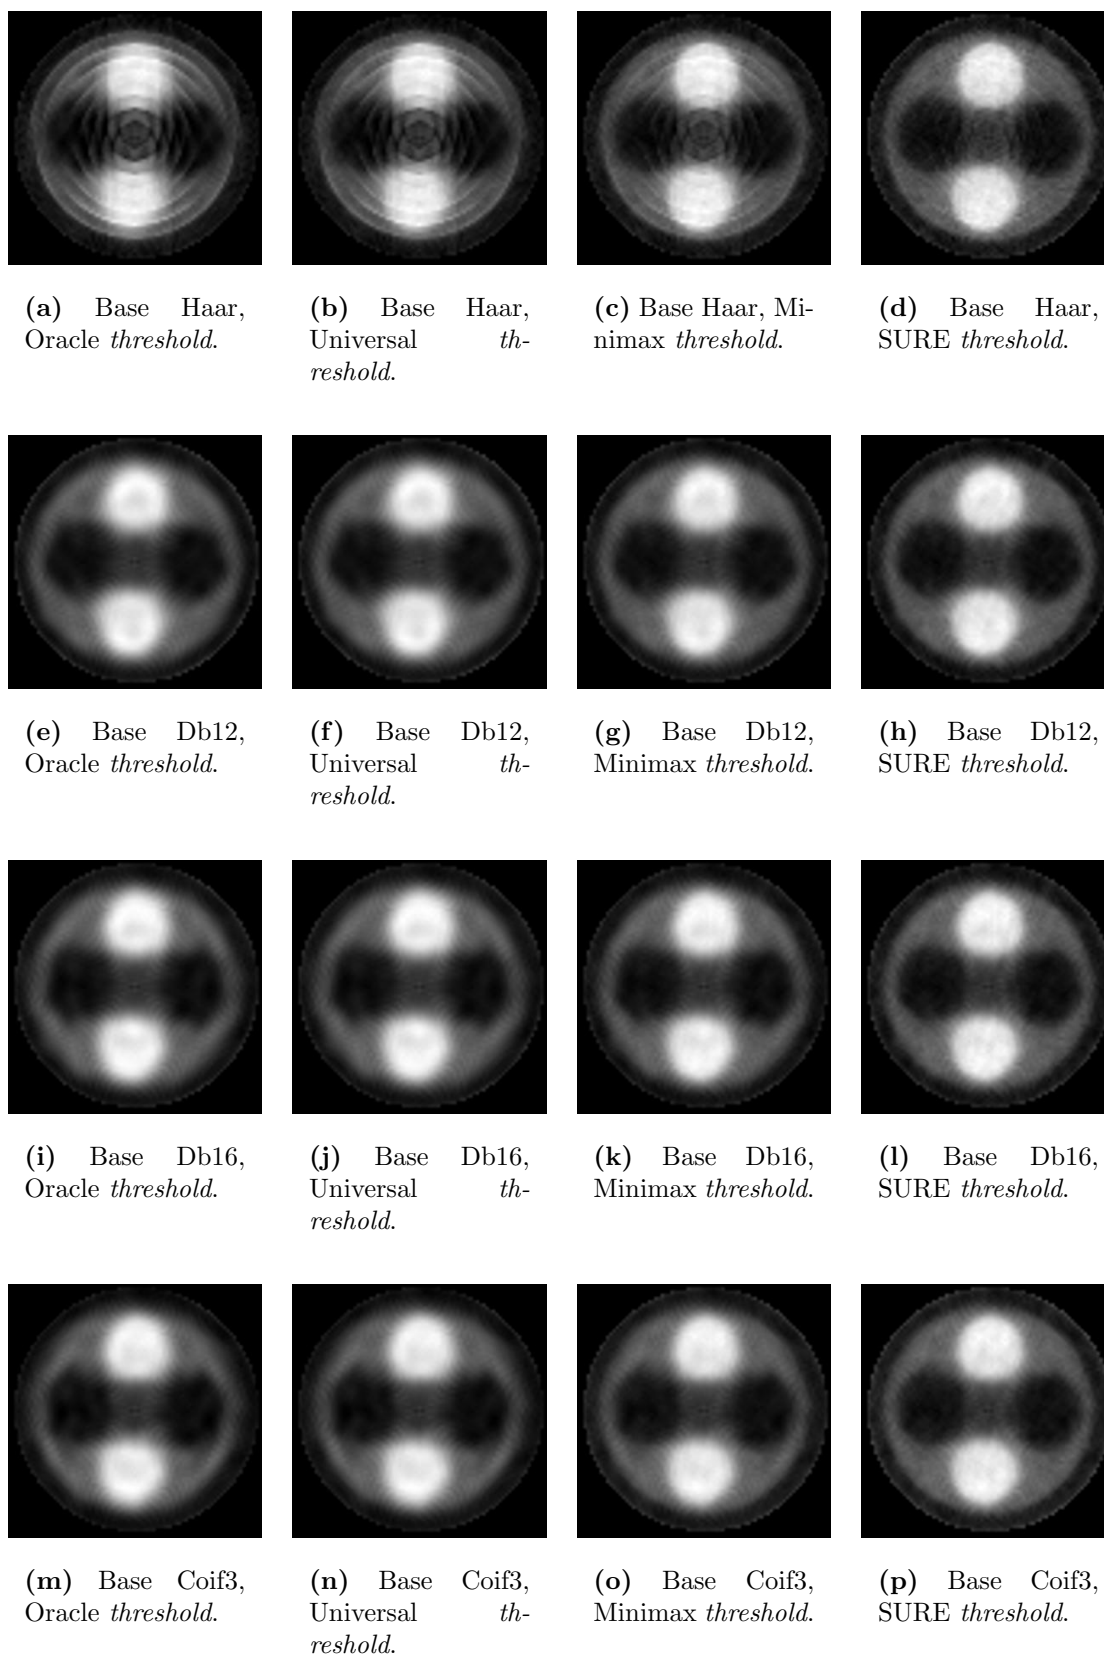 (a) Base Haar,
Oracle threshold.
(b) Base Haar,
Universal th-
reshold.
(c) Base Haar, Mi-
nimax threshold.
(d) Base Haar,
SURE threshold.
(e) Base Db12,
Oracle threshold.
(f) Base Db12,
Universal th-
reshold.
(g) Base Db12,
Minimax threshold.
(h) Base Db12,
SURE threshold.
(i) Base Db16,
Oracle threshold.
(j) Base Db16,
Universal th-
reshold.
(k) Base Db16,
Minimax threshold.
(l) Base Db16,
SURE threshold.
(m) Base Coif3,
Oracle threshold.
(n) Base Coif3,
Universal th-
reshold.
(o) Base Coif3,
Minimax threshold.
(p) Base Coif3,
SURE threshold.